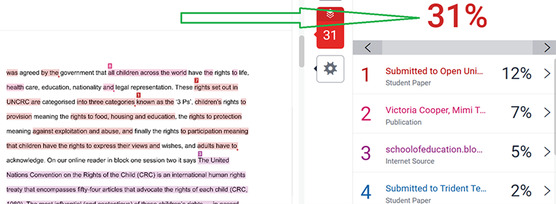 31%
31
was agreed by the government that all children across the world have the rights to life,
health care, education, nationality and legal representation. These rights set out in
UNCRC are categorised into three categories known as the '3 Ps', children's rights to
provision meaning the rights to food, housing and education, the rights to protection
meaning against exploitation and abuse, and finally the rights to participation meaning
that children have the rights to express their views and wishes, and adults have to
acknowledge. On our online reader in block one session two it says The United
Nations Convention on the Rights of the Child (CRC) is an international human rights
treaty that encompasses fifty-four articles that advocate the rights of each child (CRC,
1 Submitted to Open Uni... 12%
Student Paper
2 Victoria Cooper, Mimi T... 7%
Publication
3 schoolofeducation.blo... 5%
Internet Source
4 Submitted to Trident Te... 2%
Student Paper